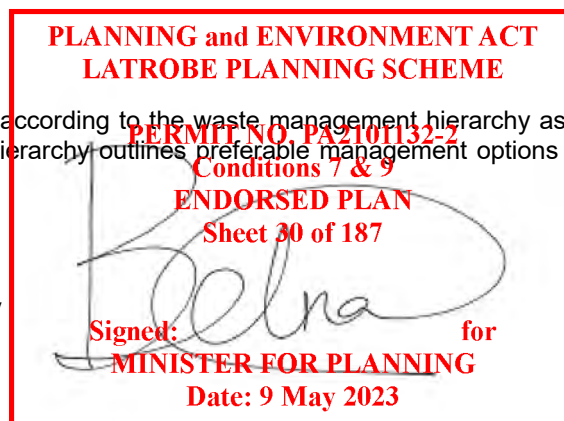 PLANNING and ENVIRONMENT ACT
LATROBE PLANNING SCHEME
according to the waste management hierarchy as
PERMIT NO. PA2101132-2
ierarchy outlines preferable management options
Conditions 7 & 9
ENDORSED PLAN
Sheet 30 of 187
Signed: for
MINISTER FOR PLANNING
Date: 9 May 2023